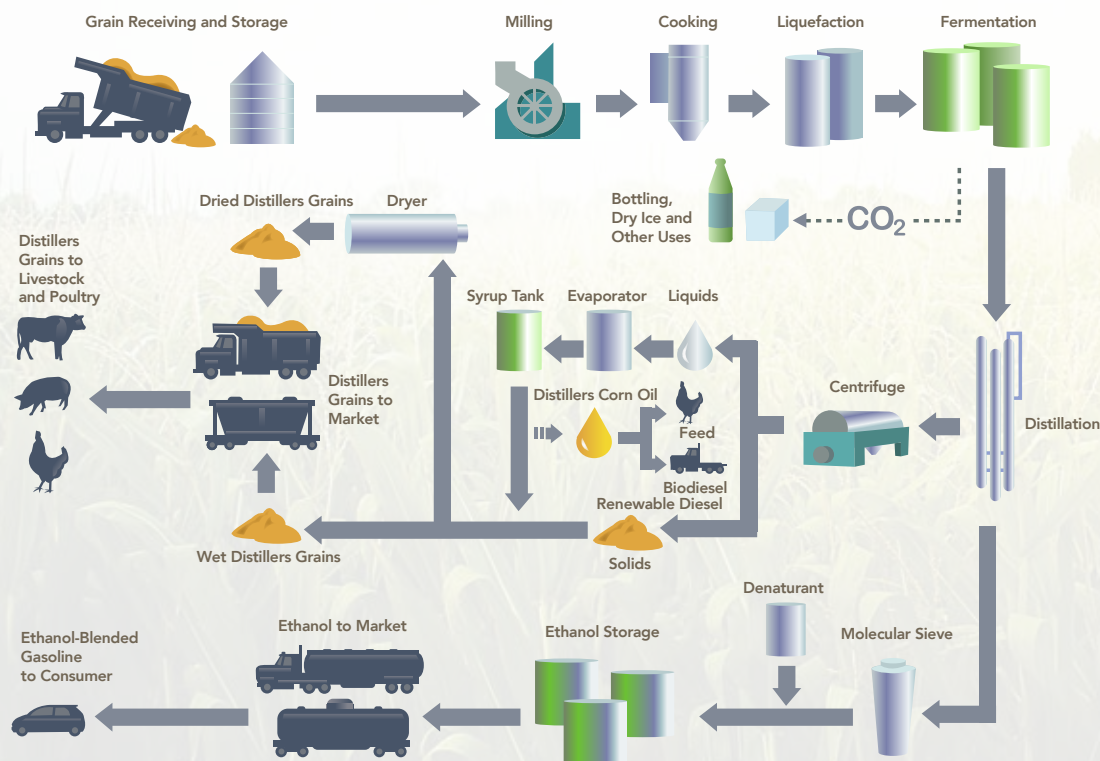 Grain Receiving and Storage
Milling
Cooking
Liquefaction
Fermentation
Bottling,
Dry Ice and
Other Uses
CO2
Dried Distillers Grains
Dryer
Distillers
Grains to
Livestock
and Poultry
Syrup Tank
Evaporator
Liquids
Distillers
Grains to
Market
Distillers Corn Oil
Feed
Biodiesel
Renewable Diesel
Centrifuge
Distillation
Wet Distillers Grains
Solids
Denaturant
Molecular Sieve
Ethanol Storage
Ethanol to Market
Ethanol-Blended
Gasoline
to Consumer